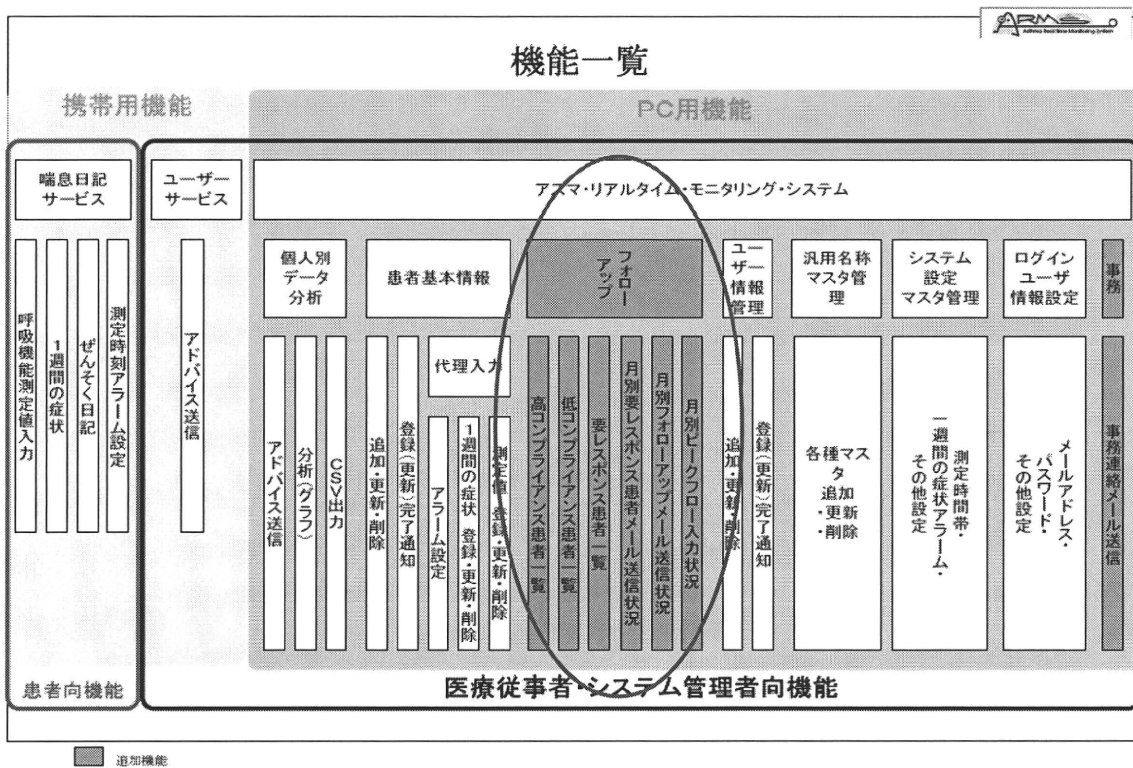 ARM
Asthma Real-time Monitoring System
機能一覧
携帯用機能
PC用機能
喘息日記
サービス
ユーザー
サービス
アズマ・リアルタイム・モニタリング・システム
呼吸機能測定値入力
1週間の症状
ぜんそく日記
測定時刻アラーム設定
アドバイス送信
個人別
データ
分析
アドバイス送信
分析(グラフ)
CSV出力
患者基本情報
追加・更新・削除
登録(更新)完了通知
代理入力
アラーム設定
1週間の症状 登録・更新・削除
測定値 登録・更新・削除
フォロー
アップ
高コンプライアンス患者一覧
低コンプライアンス患者一覧
要レスポンス患者一覧
月別要レスポンス患者メール送信状況
月別フォローアップメール送信状況
月別ピークフロー入力状況
ユー
ザー
情報
管理
追加・更新・削除
登録(更新)完了通知
汎用名称
マスタ管
理
各種マス
タ
追加
・更新
・削除
システム
設定
マスタ管理
測定時間帯・
一週間の症状アラーム・
その他設定
ログイン
ユーザ
情報設定
メールアドレス・
パスワード・
その他設定
事務
事務連絡メール送信
患者向機能
医療従事者・システム管理者向機能
追加機能